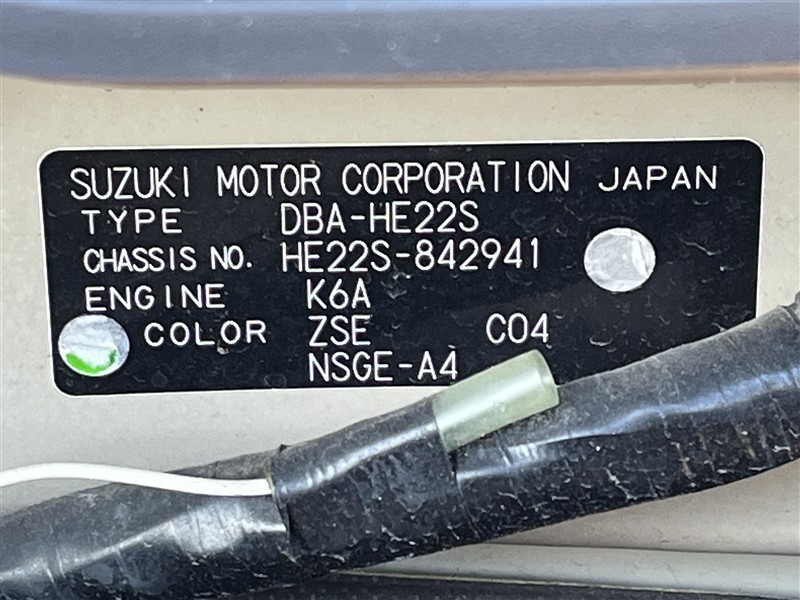 SUZUKI MOTOR CORPORATION JAPAN
TYPE DBA-HE22S
CHASSIS NO. HE22S-842941
ENGINE K6A
COLOR ZSE C04
NSGE-A4